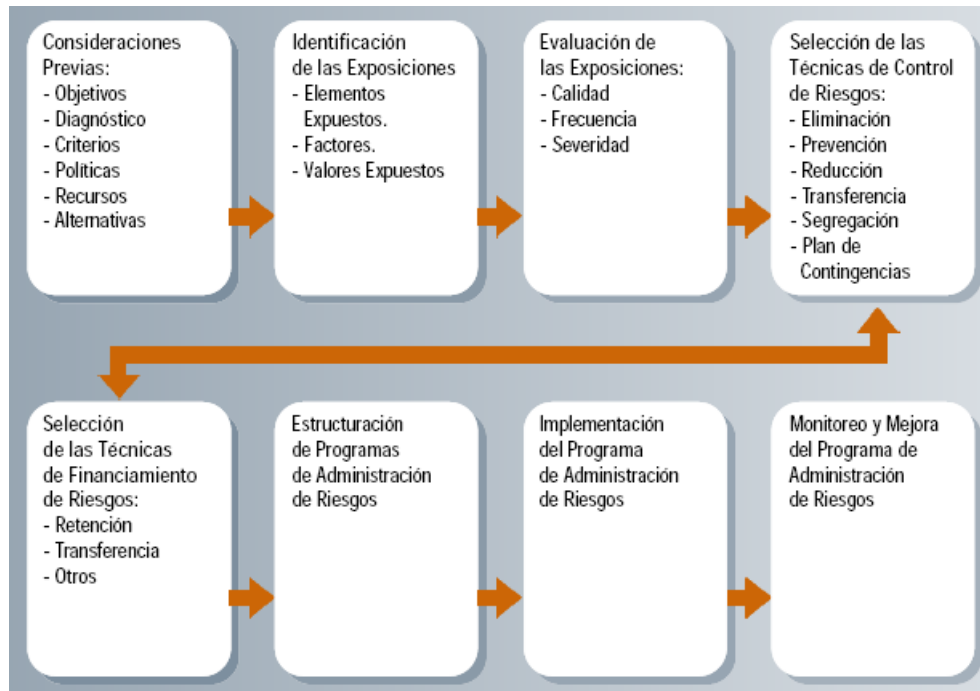 Consideraciones
Previas:
- Objetivos
- Diagnóstico
- Criterios
- Políticas
- Recursos
- Alternativas
Identificación
de las Exposiciones
- Elementos
Expuestos.
- Factores.
- Valores Expuestos
Evaluación de
las Exposiciones:
- Calidad
- Frecuencia
- Severidad
Selección de las
Técnicas de Control
de Riesgos:
- Eliminación
- Prevención
- Reducción
- Transferencia
- Segregación
- Plan de
Contingencias
Selección
de las Técnicas
de Financiamiento
de Riesgos:
- Retención
- Transferencia
- Otros
Estructuración
de Programas
de Administración
de Riesgos
Implementación
del Programa
de Administración
de Riesgos
Monitoreo y Mejora
del Programa de
Administración
de Riesgos